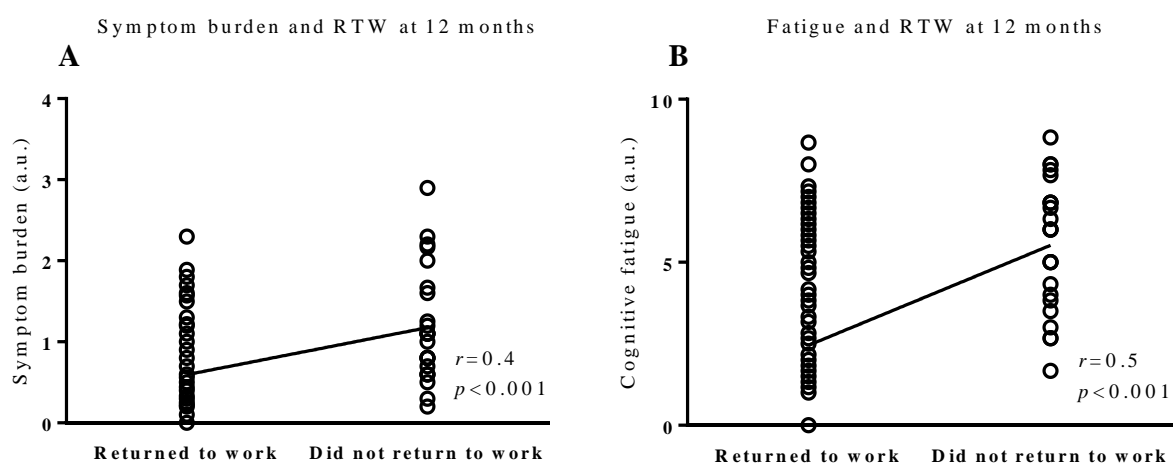 Symptom burden and RTW at 12 months
A
4
3
2
1
0
Symptom burden (a.u.)
r=0.4
p<0.001
Returned to work Did not return to work
Fatigue and RTW at 12 months
B
10
5
0
Cognitive fatigue (a.u.)
r=0.5
p<0.001
Returned to work Did not return to work